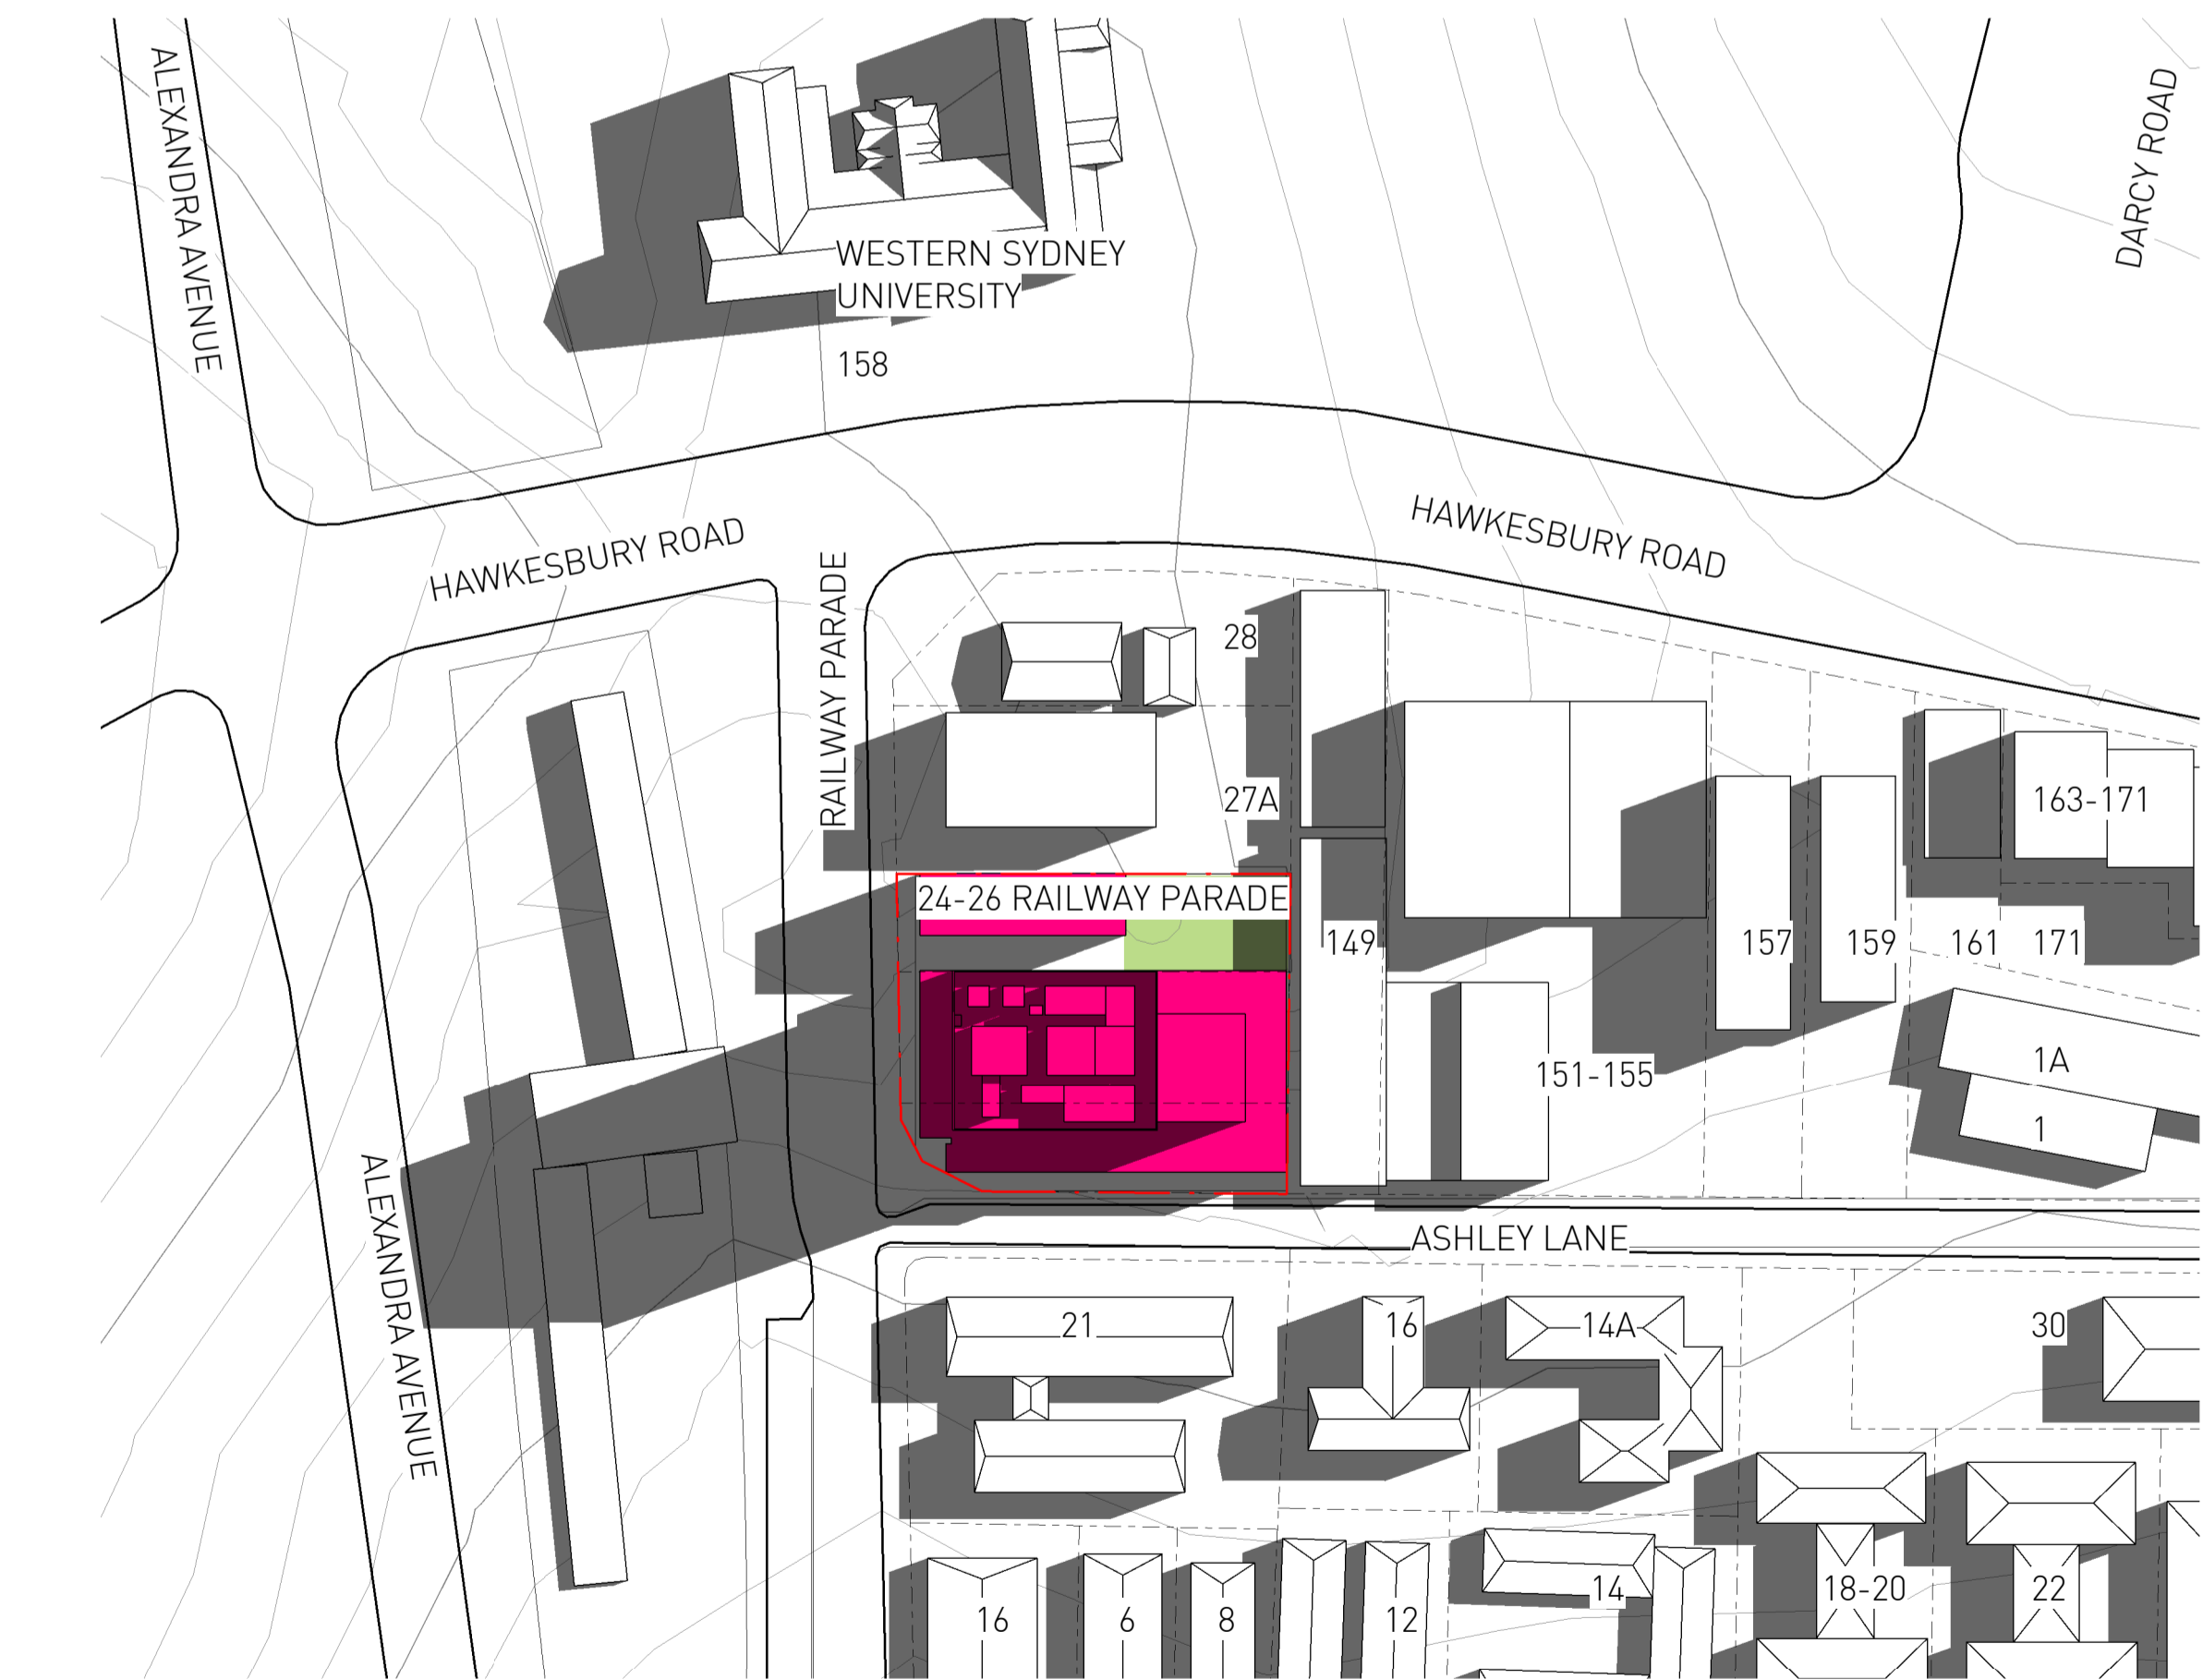 ALEXANDRA AVENUE
DARCY ROAD
WESTERN SYDNEY
UNIVERSITY
158
HAWKESBURY ROAD
HAWKESBURY ROAD
RAILWAY PARADE
28
27A
163-171
24-26 RAILWAY PARADE
149
157
159
161
171
151-155
1A
1
ALEXANDRA AVENUE
ASHLEY LANE
21
16
14A
30
16
6
8
12
14
18-20
22